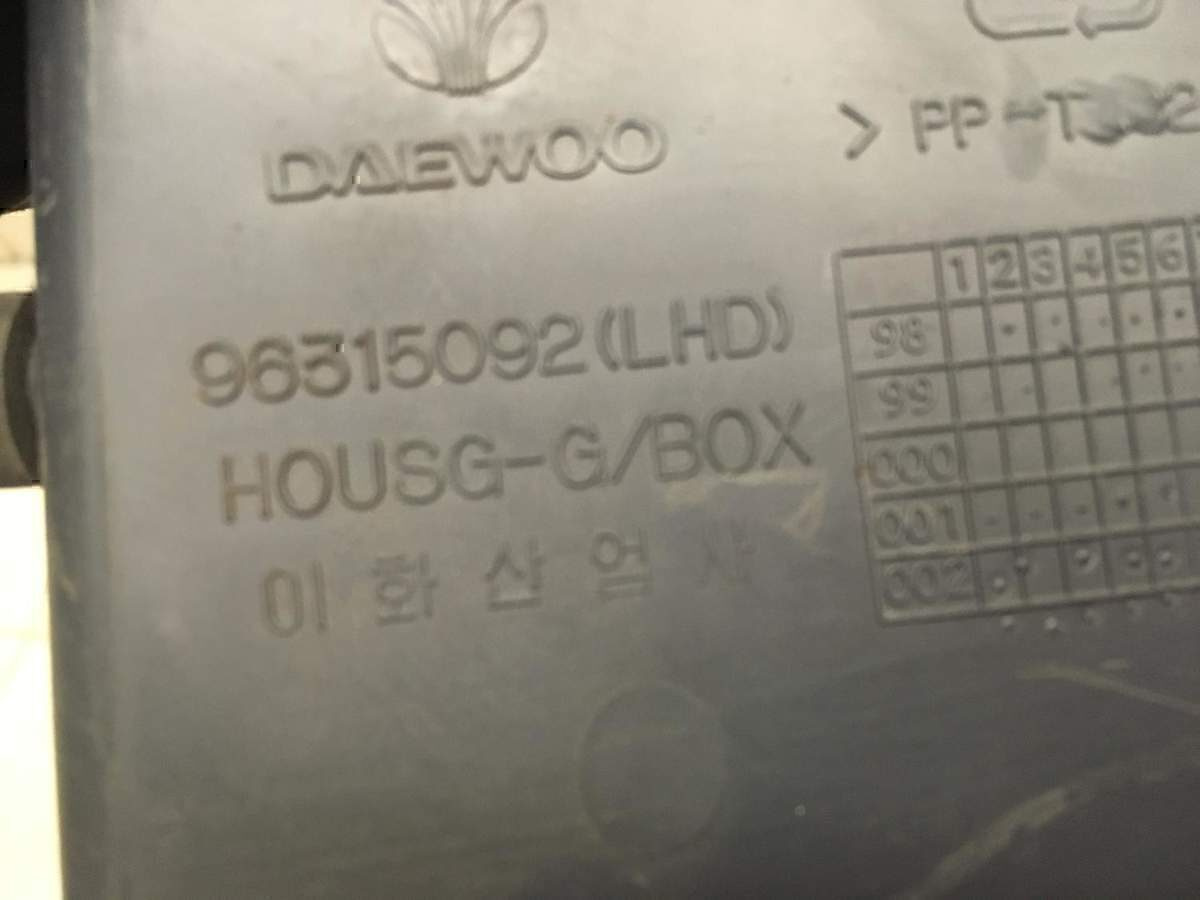 DAEWOO
> PP-T
96315092(LHD)
HOUSG-G/BOX
이 화 산 업 사
1 2 3 4 5 6
98
99
000
001
002